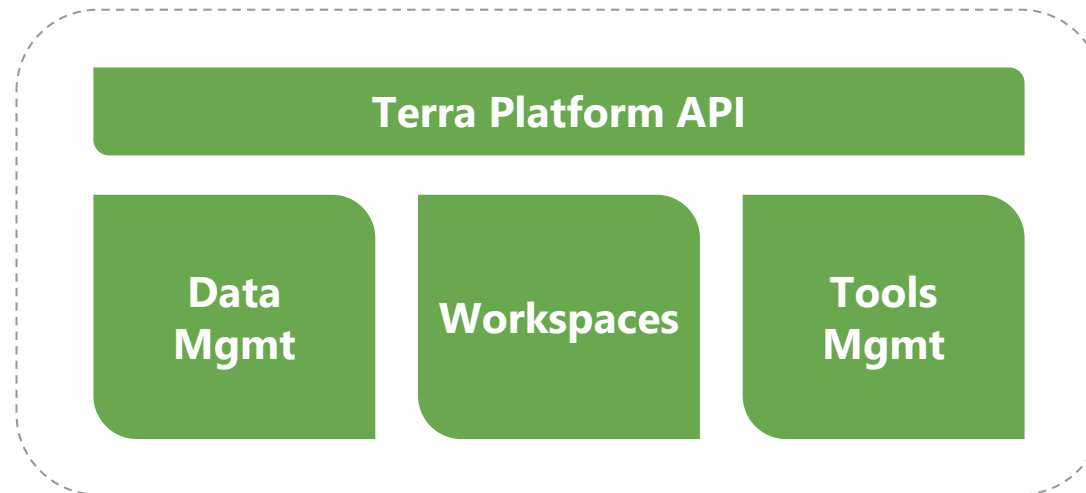 Terra Platform API
Data
Mgmt
Workspaces
Tools
Mgmt